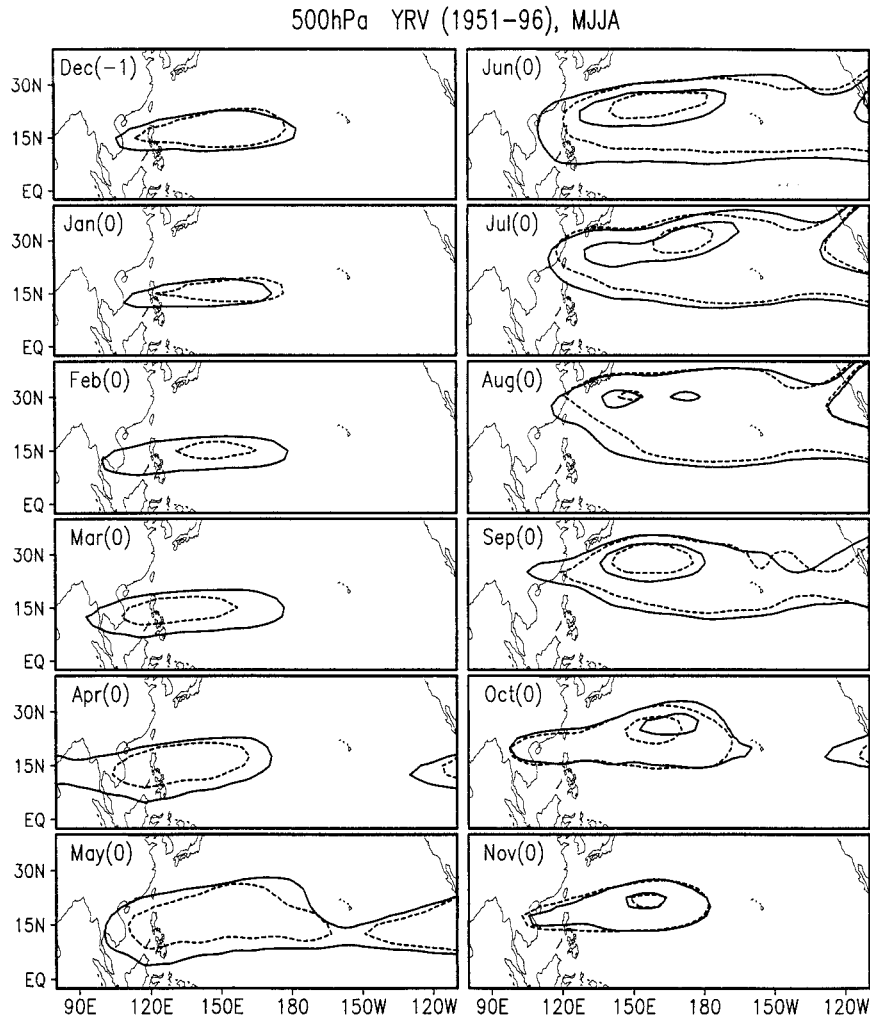 500hPa YRV (1951-96), MJJA
Dec(-1)
30N
15N
EQ
Jan(0)
30N
15N
EQ
Feb(0)
30N
15N
EQ
Mar(0)
30N
15N
EQ
Apr(0)
30N
15N
EQ
May(0)
30N
15N
EQ
90E 120E 150E 180 150W 120W
Jun(0)
Jul(0)
Aug(0)
Sep(0)
Oct(0)
Nov(0)
90E 120E 150E 180 150W 120W